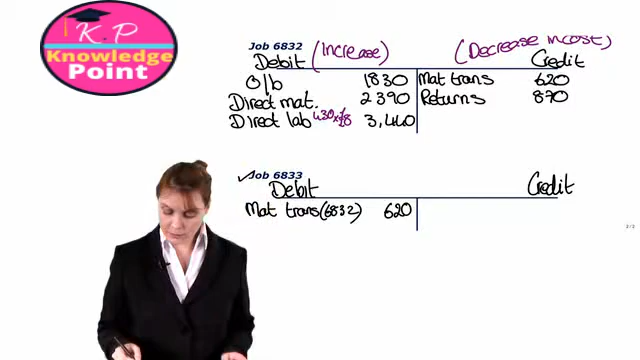 K.P
Knowledge
Point
Job 6832
(Increase)
(Decrease in cost)
Debit
Credit
O/b 1830 Mat trans 620
Direct mat. 2390 Returns 870
Direct lab 430x£8 3,440
Job 6833
Debit
Credit
Mat trans (6832) 620